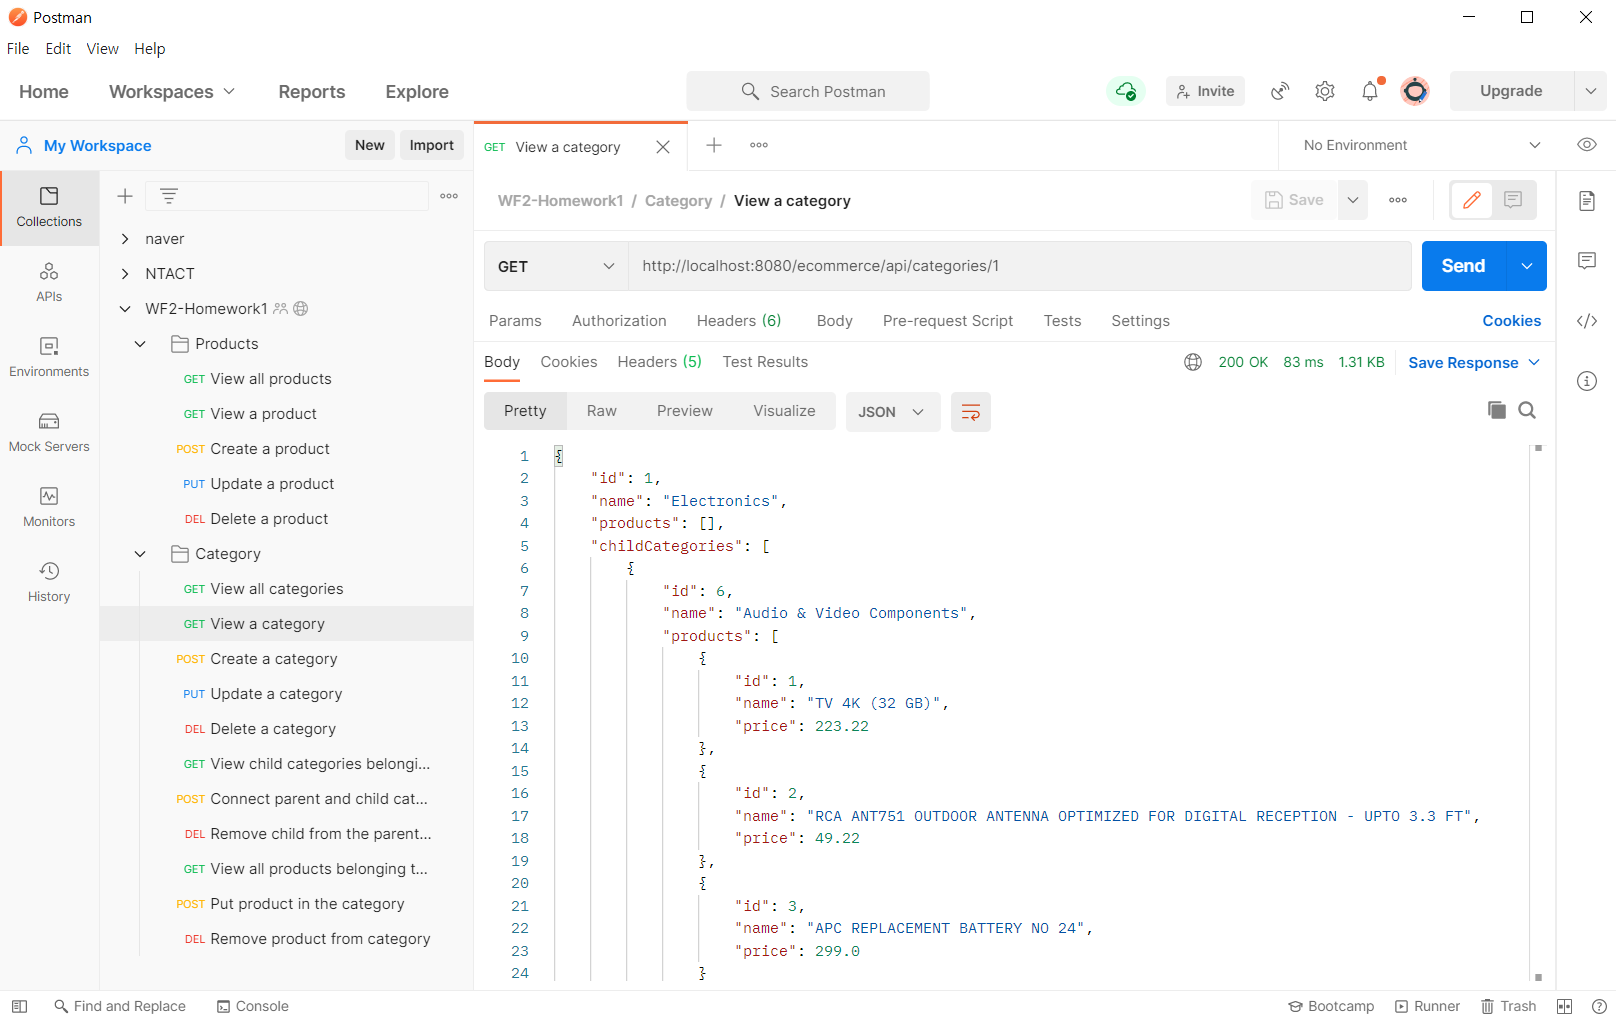 Postman
File Edit View Help
Home Workspaces Reports Explore
Search Postman
Invite
Upgrade
My Workspace
New Import
GET View a category
No Environment
Collections
APIs
Environments
Mock Servers
Monitors
History
naver
NTACT
WF2-Homework1
Products
GET View all products
GET View a product
POST Create a product
PUT Update a product
DEL Delete a product
Category
GET View all categories
GET View a category
POST Create a category
PUT Update a category
DEL Delete a category
GET View child categories belongi...
POST Connect parent and child cat...
DEL Remove child from the parent...
GET View all products belonging t...
POST Put product in the category
DEL Remove product from category
WF2-Homework1 / Category / View a category
Save
GET http://localhost:8080/ecommerce/api/categories/1
Send
Params Authorization Headers (6) Body Pre-request Script Tests Settings Cookies
Body Cookies Headers (5) Test Results
200 OK 83 ms 1.31 KB Save Response
Pretty Raw Preview Visualize JSON
1 {
2 "id": 1,
3 "name": "Electronics",
4 "products": [],
5 "childCategories": [
6 {
7 "id": 6,
8 "name": "Audio & Video Components",
9 "products": [
10 {
11 "id": 1,
12 "name": "TV 4K (32 GB)",
13 "price": 223.22
14 },
15 {
16 "id": 2,
17 "name": "RCA ANT751 OUTDOOR ANTENNA OPTIMIZED FOR DIGITAL RECEPTION - UPTO 3.3 FT",
18 "price": 49.22
19 },
20 {
21 "id": 3,
22 "name": "APC REPLACEMENT BATTERY NO 24",
23 "price": 299.0
24 }
Find and Replace Console
Bootcamp Runner Trash